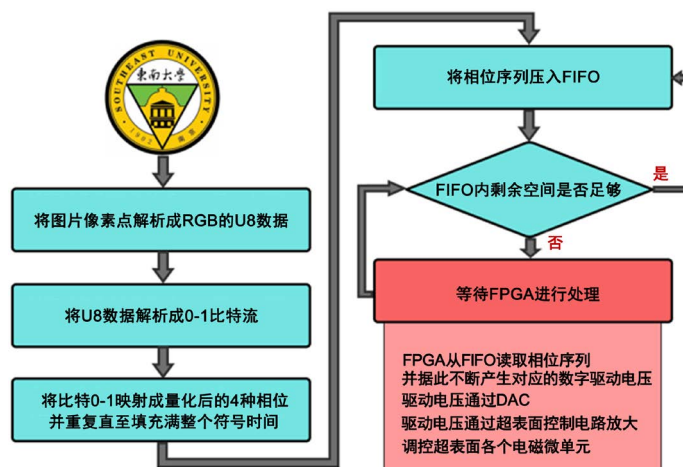 SOUTHEAST UNIVERSITY
東南大學
1902
南京
将图片像素点解析成RGB的U8数据
将U8数据解析成0-1比特流
将比特0-1映射成量化后的4种相位
并重复直至填充满整个符号时间
将相位序列压入FIFO
FIFO内剩余空间是否足够
是
否
等待FPGA进行处理
FPGA从FIFO读取相位序列
并据此不断产生对应的数字驱动电压
驱动电压通过DAC
驱动电压通过超表面控制电路放大
调控超表面各个电磁微单元